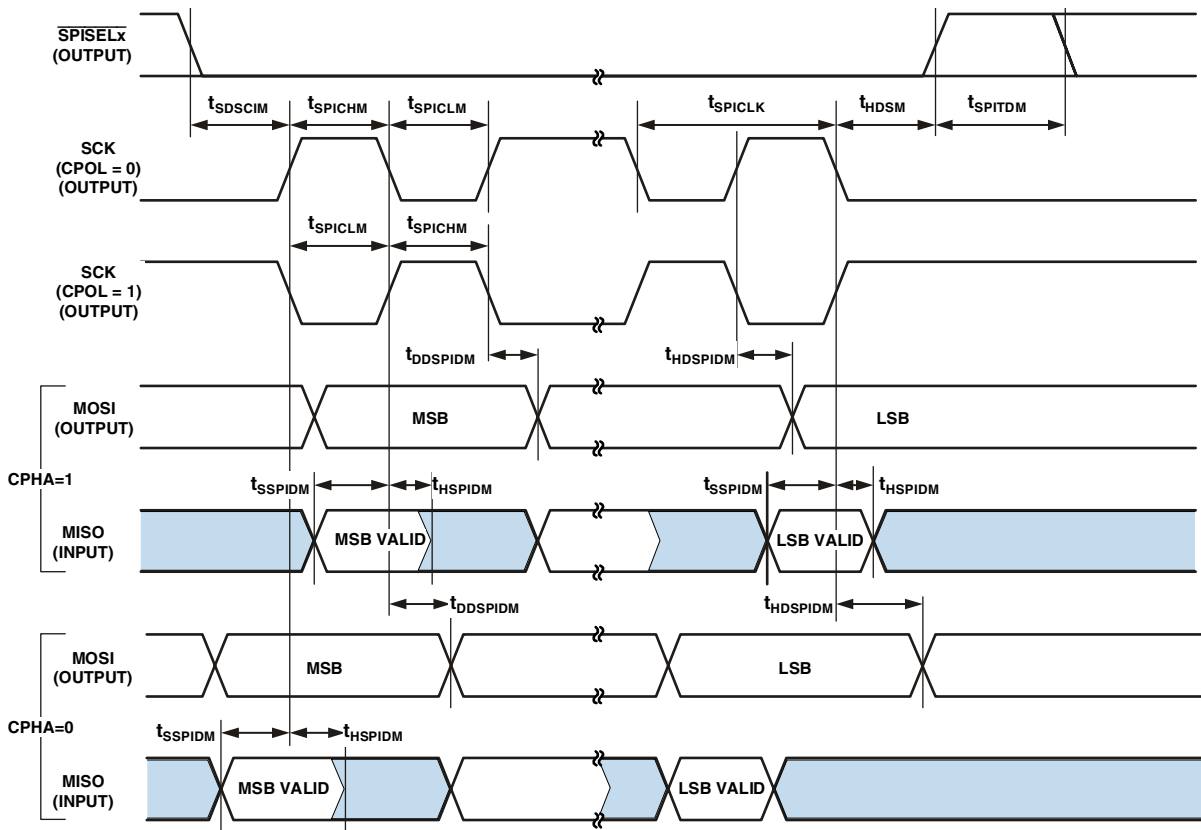 SPISELx
(OUTPUT)
tSDSCIM
tSPICHM
tSPICLM
tSPICLK
tHDSM
tSPITDM
SCK
(CPOL = 0)
(OUTPUT)
tSPICLM
tSPICHM
SCK
(CPOL = 1)
(OUTPUT)
tDDSPIDM
tHDSPIDM
MOSI
(OUTPUT)
MSB
LSB
CPHA=1
tSSPIDM
tHSPIDM
tSSPIDM
tHSPIDM
MISO
(INPUT)
MSB VALID
LSB VALID
tDDSPIDM
tHDSPIDM
MOSI
(OUTPUT)
MSB
LSB
CPHA=0
tSSPIDM
tHSPIDM
MISO
(INPUT)
MSB VALID
LSB VALID